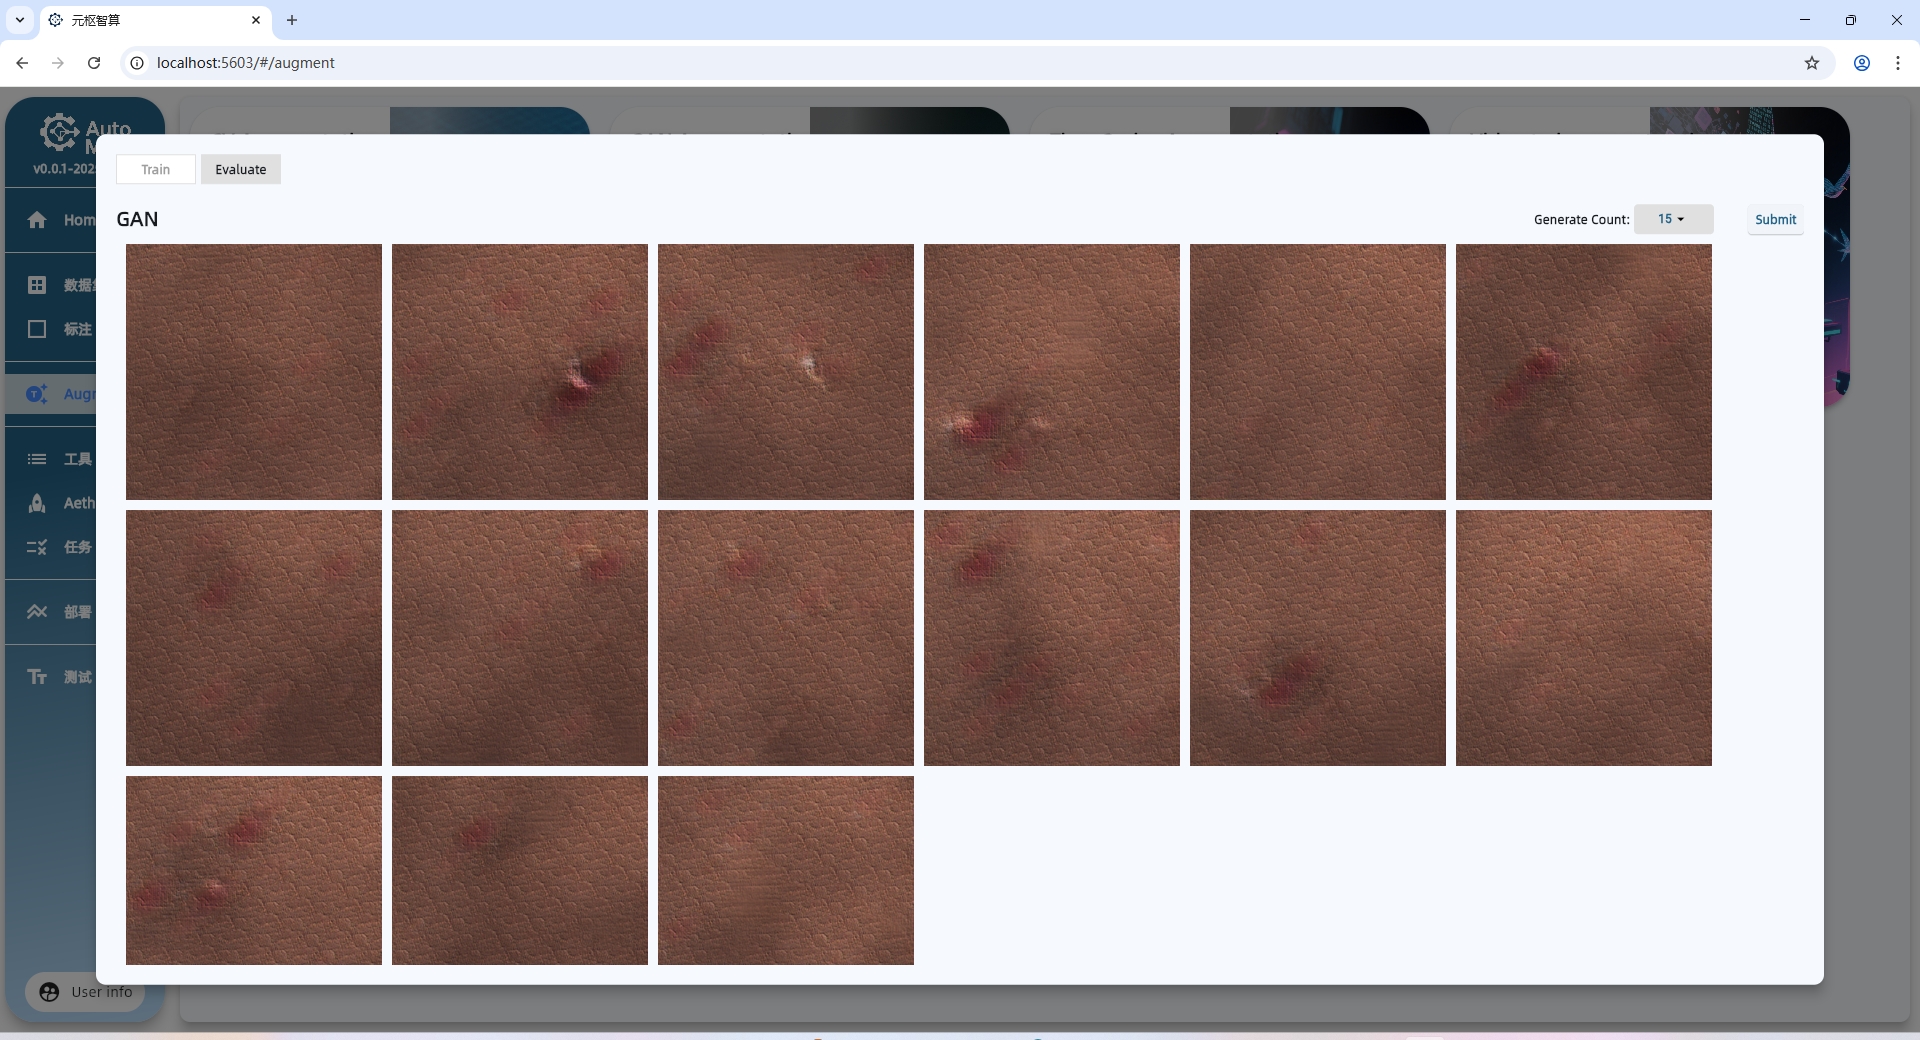 元枢智算
localhost:5603/#/augment
Auto
v0.0.1-202
Hom
数据
标注
Aug
工具
Aeth
任务
部署
测试
User info
Train
Evaluate
GAN
Generate Count: 15
Submit